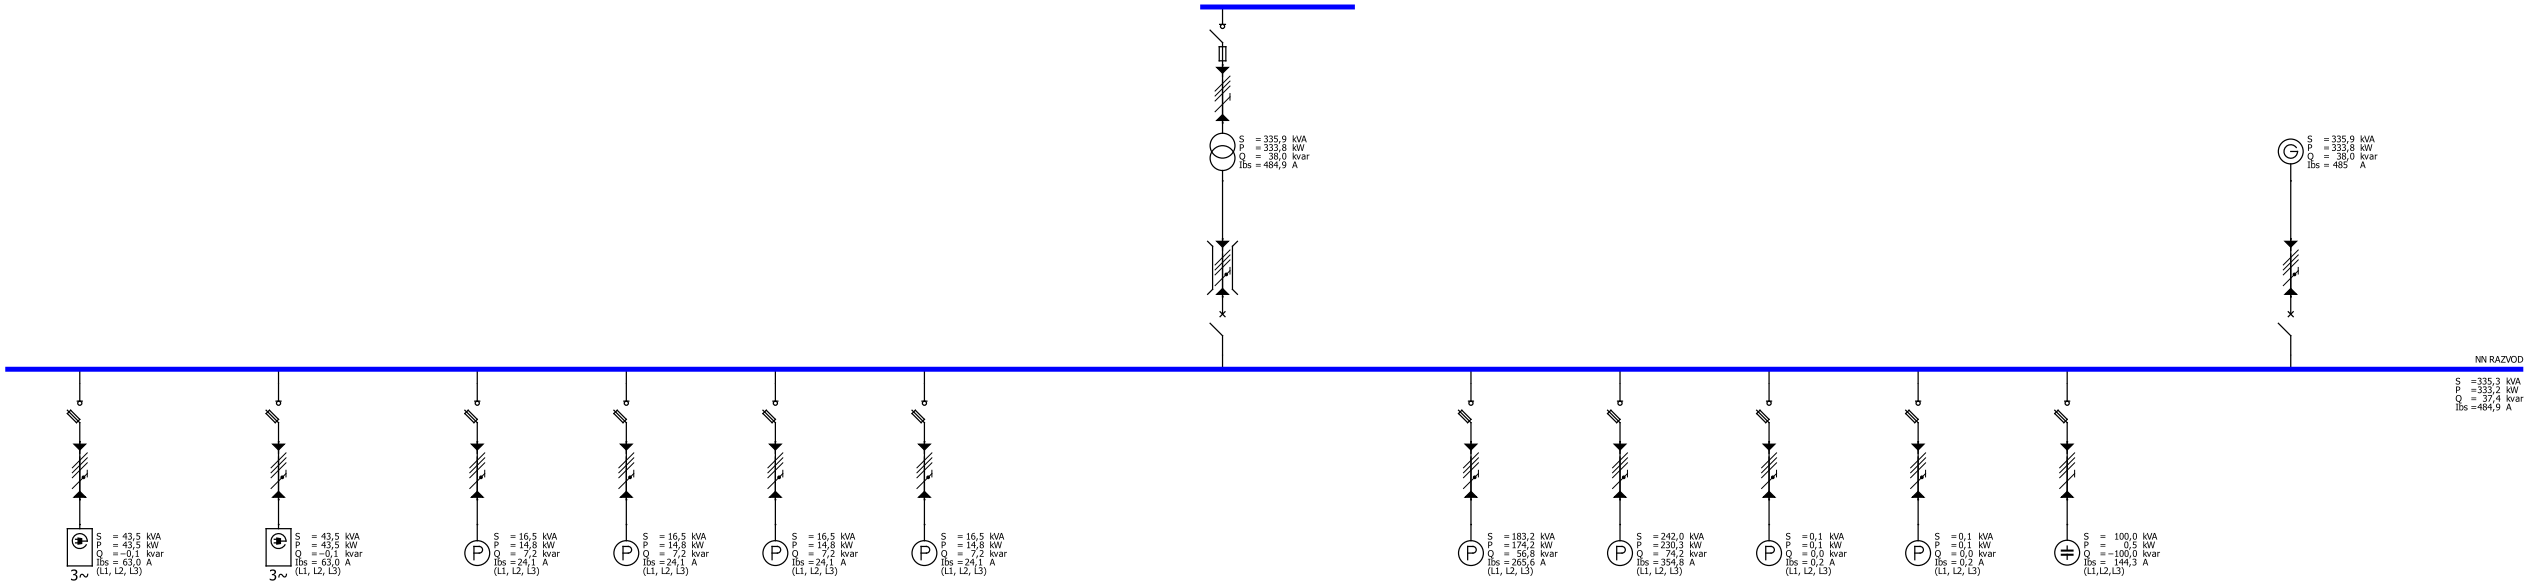 S = 335,9 kVA
P = 333,8 kW
Q = 38,0 kvar
Ibs = 484,9 A
G
S = 335,9 kVA
P = 333,8 kW
Q = 38,0 kvar
Ibs = 485 A
NN RAZVOD
S =335,3 kVA
P =333,2 kW
Q = 37,4 kvar
Ibs =484,9 A
S = 43,5 kVA
P = 43,5 kW
Q = −0,1 kvar
Ibs = 63,0 A
(L1, L2, L3)
3~
S = 43,5 kVA
P = 43,5 kW
Q = −0,1 kvar
Ibs = 63,0 A
(L1, L2, L3)
3~
P
S = 16,5 kVA
P = 14,8 kW
Q = 7,2 kvar
Ibs =24,1 A
(L1, L2, L3)
P
S = 16,5 kVA
P = 14,8 kW
Q = 7,2 kvar
Ibs =24,1 A
(L1, L2, L3)
P
S = 16,5 kVA
P = 14,8 kW
Q = 7,2 kvar
Ibs =24,1 A
(L1, L2, L3)
P
S = 16,5 kVA
P = 14,8 kW
Q = 7,2 kvar
Ibs =24,1 A
(L1, L2, L3)
P
S =183,2 kVA
P =174,2 kW
Q = 56,8 kvar
Ibs =265,6 A
(L1, L2, L3)
P
S =242,0 kVA
P =230,3 kW
Q = 74,2 kvar
Ibs =354,8 A
(L1, L2, L3)
P
S =0,1 kVA
P =0,1 kW
Q =0,0 kvar
Ibs =0,2 A
(L1, L2, L3)
P
S =0,1 kVA
P =0,1 kW
Q =0,0 kvar
Ibs =0,2 A
(L1, L2, L3)
S = 100,0 kVA
P = 0,5 kW
Q =−100,0 kvar
Ibs = 144,3 A
(L1,L2,L3)